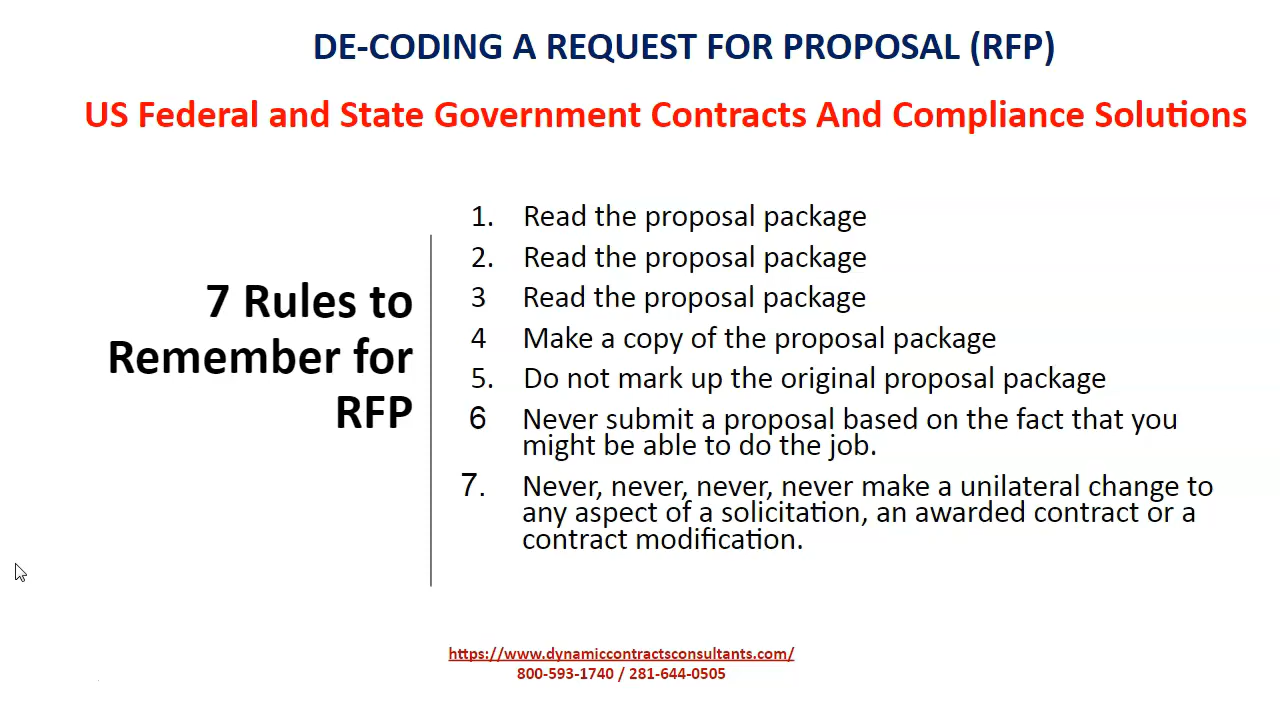 DE-CODING A REQUEST FOR PROPOSAL (RFP)
US Federal and State Government Contracts And Compliance Solutions
7 Rules to
Remember for
RFP
1. Read the proposal package
2. Read the proposal package
3 Read the proposal package
4 Make a copy of the proposal package
5. Do not mark up the original proposal package
6 Never submit a proposal based on the fact that you
might be able to do the job.
7. Never, never, never, never make a unilateral change to
any aspect of a solicitation, an awarded contract or a
contract modification.
https://www.dynamiccontractsconsultants.com/
800-593-1740 / 281-644-0505